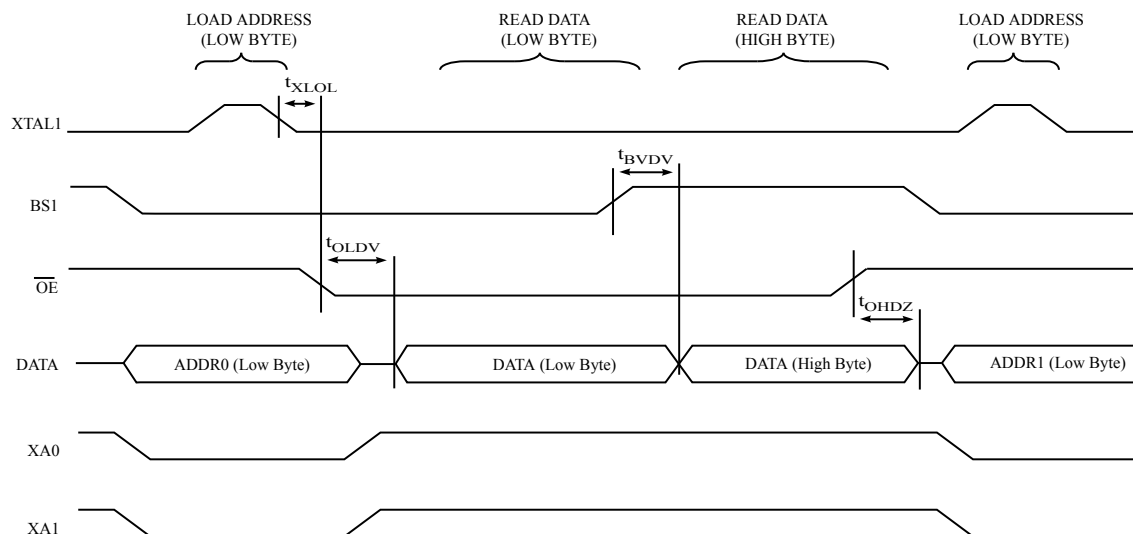 LOAD ADDRESS
(LOW BYTE)
READ DATA
(LOW BYTE)
READ DATA
(HIGH BYTE)
LOAD ADDRESS
(LOW BYTE)
tXLOL
XTAL1
tBVDV
BS1
tOLDV
OE
tOHDZ
DATA
ADDR0 (Low Byte)
DATA (Low Byte)
DATA (High Byte)
ADDR1 (Low Byte)
XA0
XA1